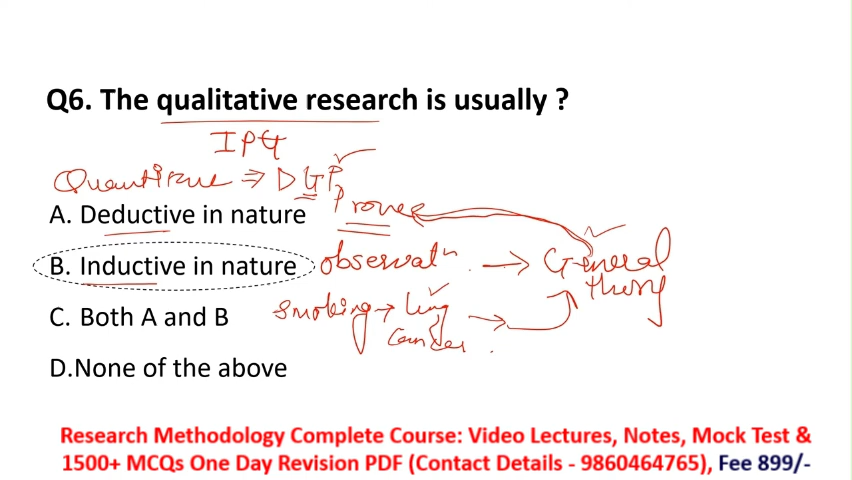 Q6. The qualitative research is usually ?
IPG
Quantitative ⇒ DGP
A. Deductive in nature
Prove
B. Inductive in nature
observatn → General theory
C. Both A and B
Smoking → lung cancer →
D.None of the above
Research Methodology Complete Course: Video Lectures, Notes, Mock Test &
1500+ MCQs One Day Revision PDF (Contact Details - 9860464765), Fee 899/-